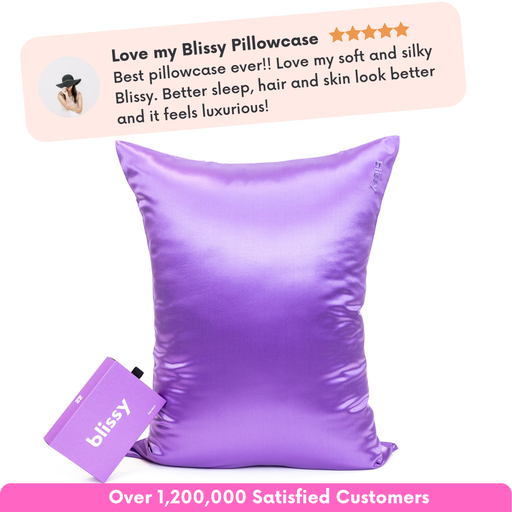 Love my Blissy Pillowcase
Best pillowcase ever!! Love my soft and silky
Blissy. Better sleep, hair and skin look better
and it feels luxurious!
Blissy
blissy
Over 1,200,000 Satisfied Customers